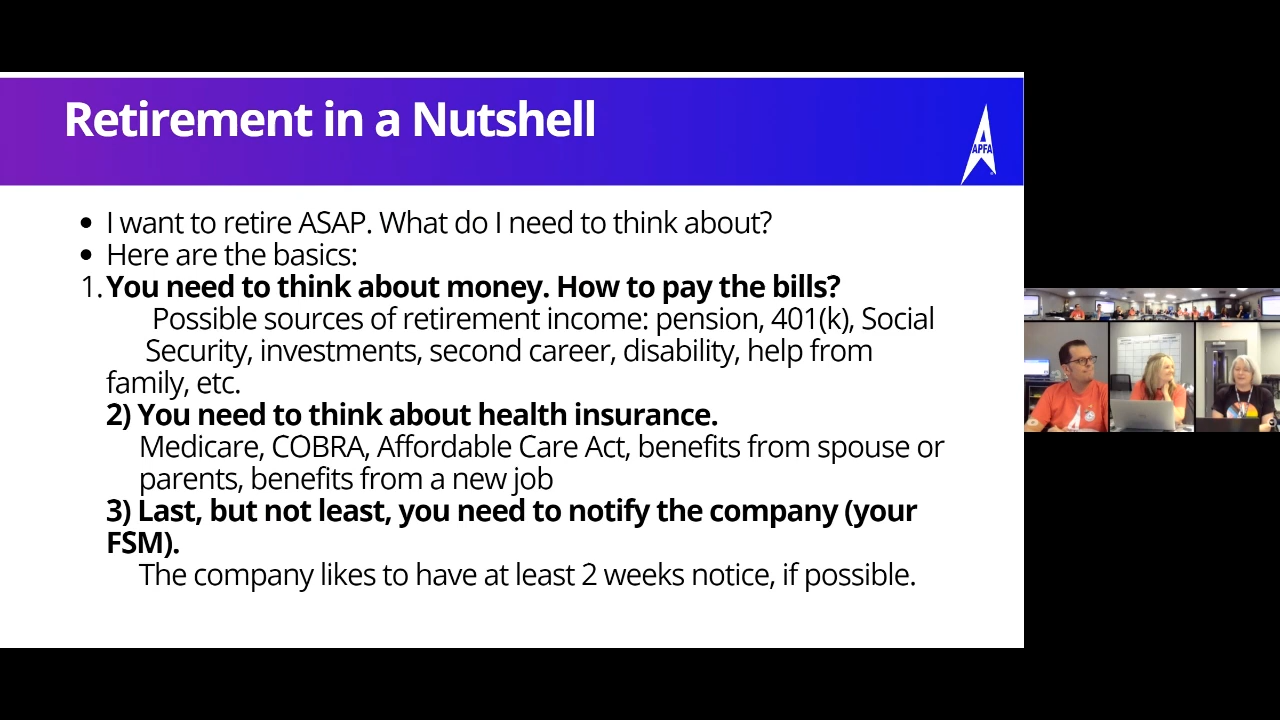 Retirement in a Nutshell
APFA
• I want to retire ASAP. What do I need to think about?
• Here are the basics:
1. You need to think about money. How to pay the bills?
Possible sources of retirement income: pension, 401(k), Social
Security, investments, second career, disability, help from
family, etc.
2) You need to think about health insurance.
Medicare, COBRA, Affordable Care Act, benefits from spouse or
parents, benefits from a new job
3) Last, but not least, you need to notify the company (your
FSM).
The company likes to have at least 2 weeks notice, if possible.